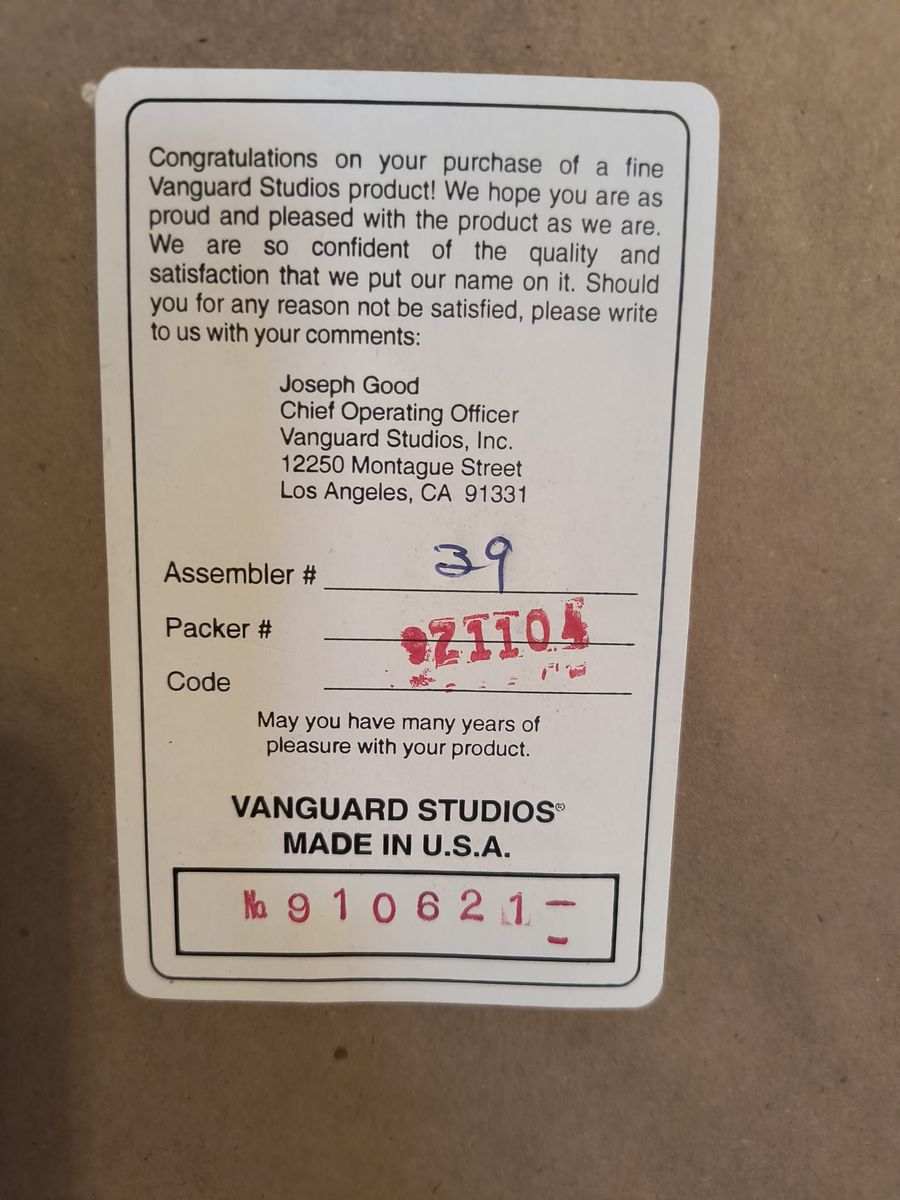 Congratulations on your purchase of a fine
Vanguard Studios product! We hope you are as
proud and pleased with the product as we are.
We are so confident of the quality and
satisfaction that we put our name on it. Should
you for any reason not be satisfied, please write
to us with your comments:
Joseph Good
Chief Operating Officer
Vanguard Studios, Inc.
12250 Montague Street
Los Angeles, CA 91331
Assembler # 39
Packer #
Code
May you have many years of
pleasure with your product.
VANGUARD STUDIOS®
MADE IN U.S.A.
No 910621